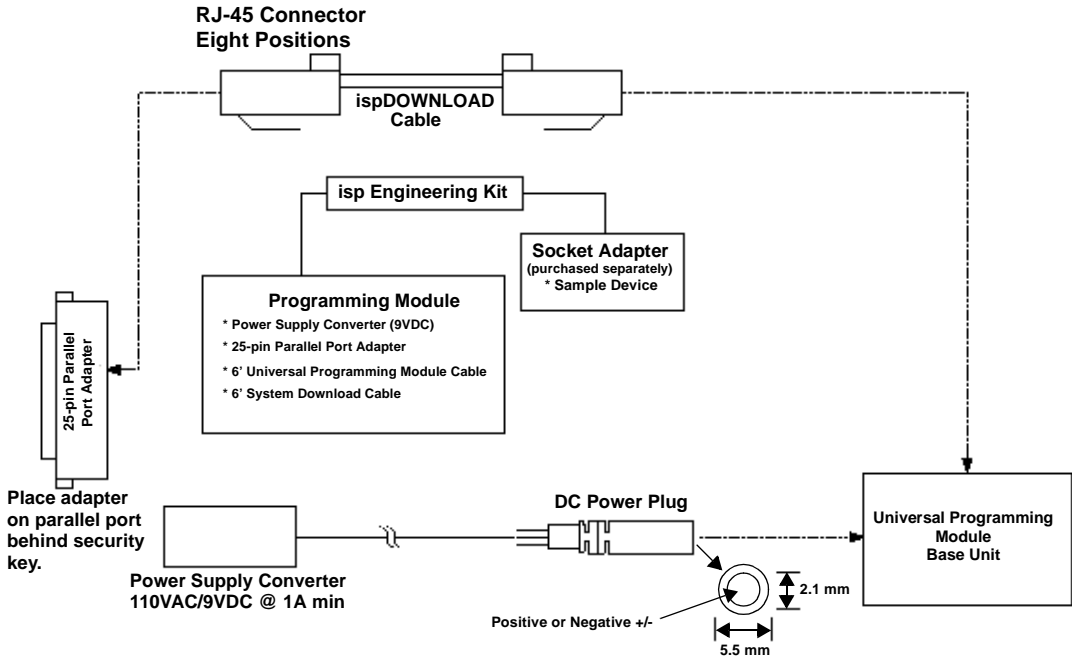 RJ-45 Connector
Eight Positions
ispDOWNLOAD
Cable
isp Engineering Kit
Socket Adapter
(purchased separately)
* Sample Device
Programming Module
* Power Supply Converter (9VDC)
* 25-pin Parallel Port Adapter
* 6' Universal Programming Module Cable
* 6' System Download Cable
25-pin Parallel
Port Adapter
Place adapter
on parallel port
behind security
key.
Power Supply Converter
110VAC/9VDC @ 1A min
DC Power Plug
Universal Programming
Module
Base Unit
2.1 mm
Positive or Negative +/-
5.5 mm